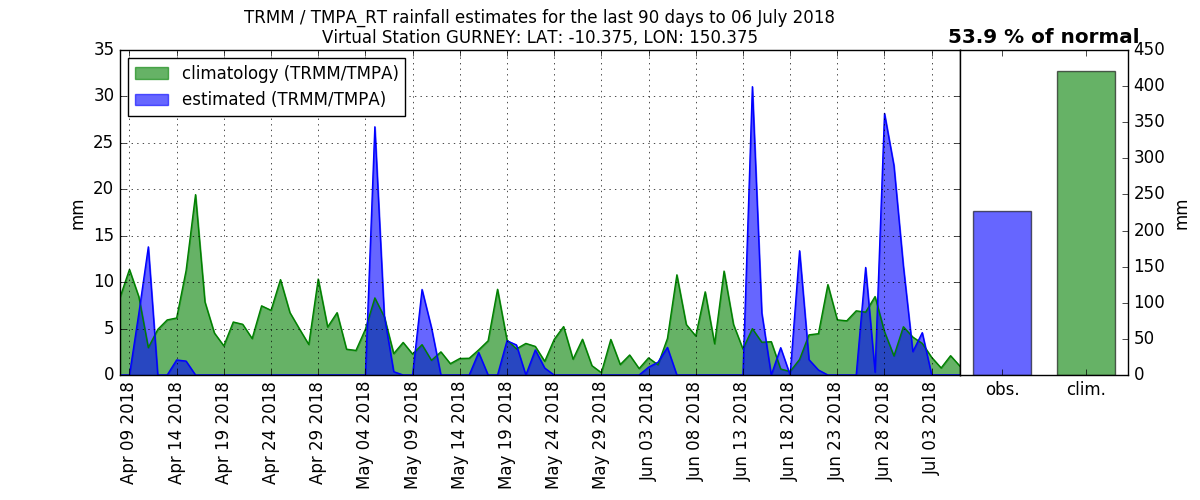 TRMM / TMPA_RT rainfall estimates for the last 90 days to 06 July 2018
Virtual Station GURNEY: LAT: -10.375, LON: 150.375
53.9 % of normal
climatology (TRMM/TMPA)
estimated (TRMM/TMPA)
35
30
25
20
15
10
5
0
mm
Apr 09 2018
Apr 14 2018
Apr 19 2018
Apr 24 2018
Apr 29 2018
May 04 2018
May 09 2018
May 14 2018
May 19 2018
May 24 2018
May 29 2018
Jun 03 2018
Jun 08 2018
Jun 13 2018
Jun 18 2018
Jun 23 2018
Jun 28 2018
Jul 03 2018
obs.
clim.
450
400
350
300
250
200
150
100
50
0
mm